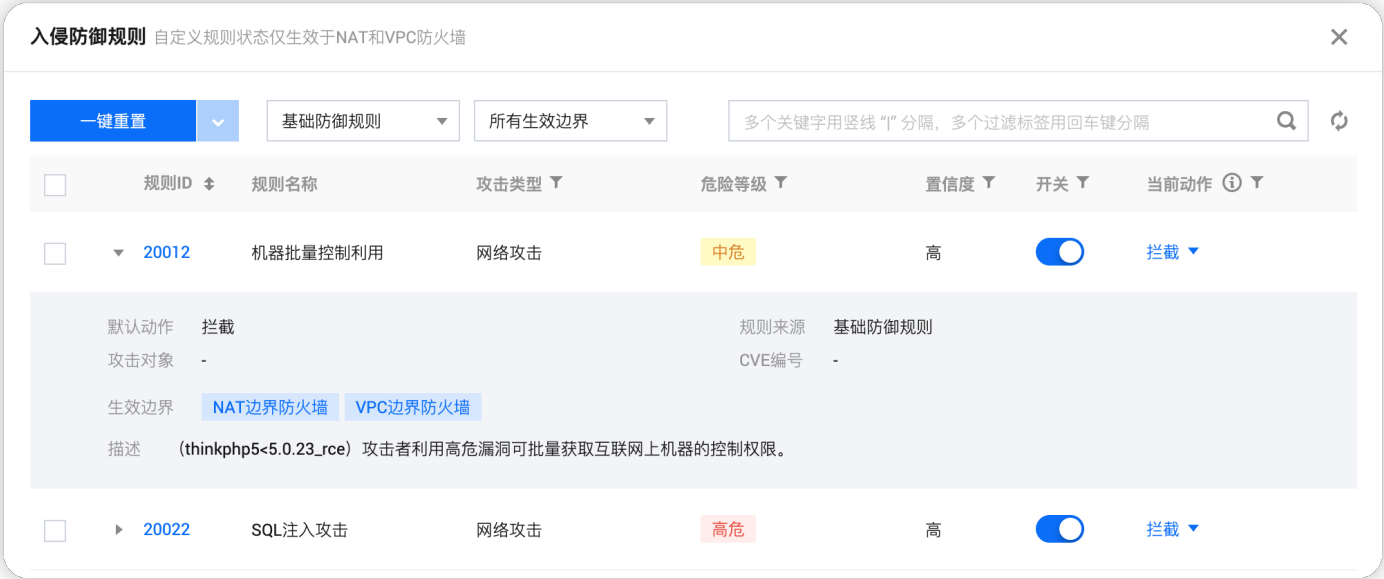 入侵防御规则 自定义规则状态仅生效于NAT和VPC防火墙
一键重置 基础防御规则 所有生效边界 多个关键字用竖线 “|” 分隔，多个过滤标签用回车键分隔
规则ID 规则名称 攻击类型 危险等级 置信度 开关 当前动作
20012 机器批量控制利用 网络攻击 中危 高 拦截
默认动作 拦截 规则来源 基础防御规则
攻击对象 - CVE编号 -
生效边界 NAT边界防火墙 VPC边界防火墙
描述 （thinkphp5<5.0.23_rce）攻击者利用高危漏洞可批量获取互联网上机器的控制权限。
20022 SQL注入攻击 网络攻击 高危 高 拦截